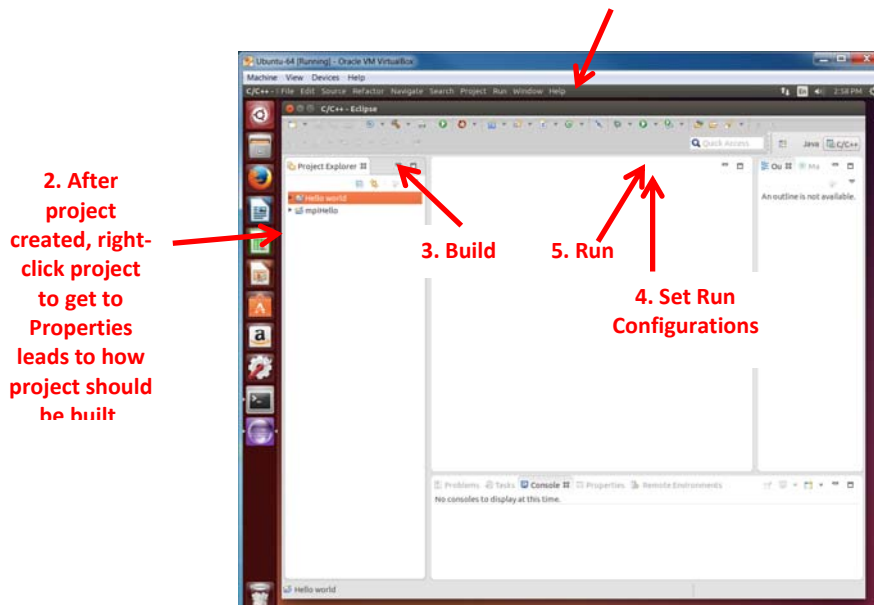 Ubuntu-64 [Running] - Oracle VM VirtualBox
Machine View Devices Help
C/C++ - File Edit Source Refactor Navigate Search Project Run Window Help
En 2:58 PM
C/C++ - Eclipse
Quick Access
Java C/C++
Project Explorer
Ou Ma
Hello world
mpiHello
An outline is not available.
2. After
project
created, right-
click project
to get to
Properties
leads to how
project should
be built
3. Build
5. Run
4. Set Run
Configurations
Problems Tasks Console Properties Remote Environments
No consoles to display at this time.
Hello world